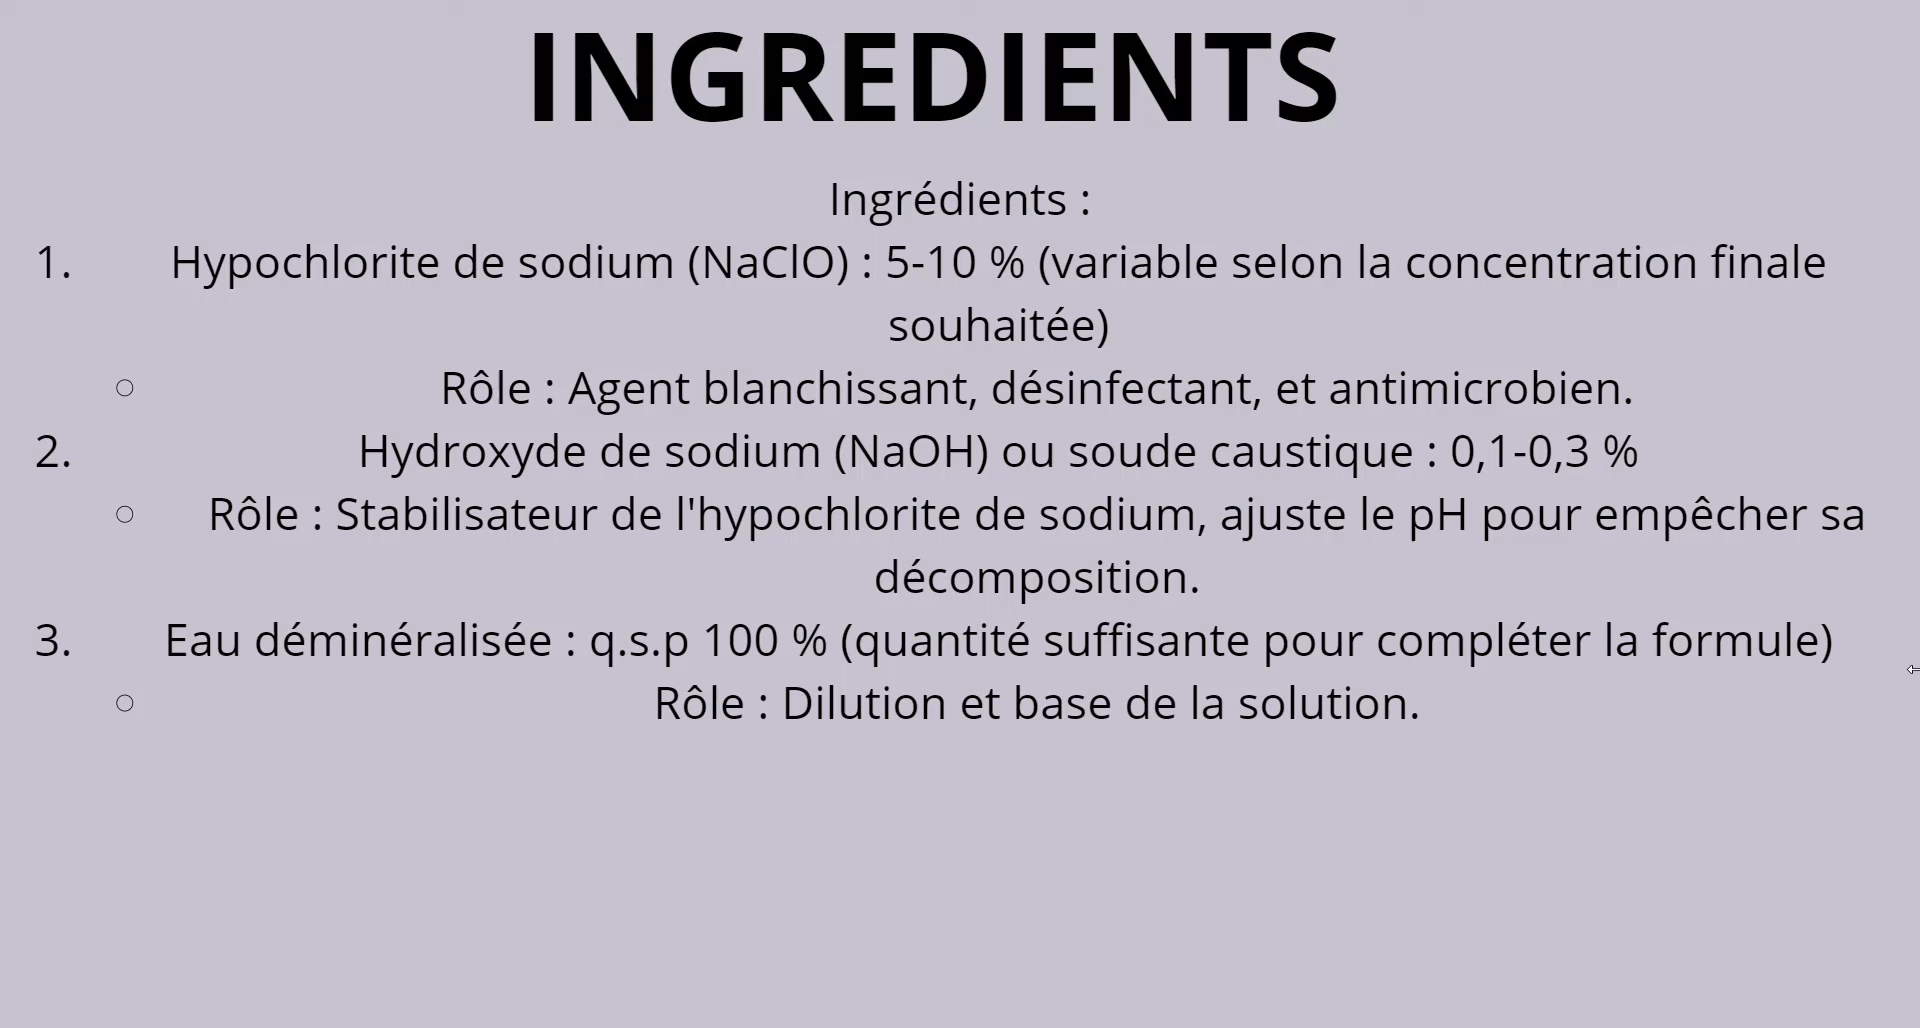 INGREDIENTS
Ingrédients :
1. Hypochlorite de sodium (NaClO) : 5-10 % (variable selon la concentration finale
souhaitée)
○ Rôle : Agent blanchissant, désinfectant, et antimicrobien.
2. Hydroxyde de sodium (NaOH) ou soude caustique : 0,1-0,3 %
○ Rôle : Stabilisateur de l'hypochlorite de sodium, ajuste le pH pour empêcher sa
décomposition.
3. Eau déminéralisée : q.s.p 100 % (quantité suffisante pour compléter la formule)
○ Rôle : Dilution et base de la solution.